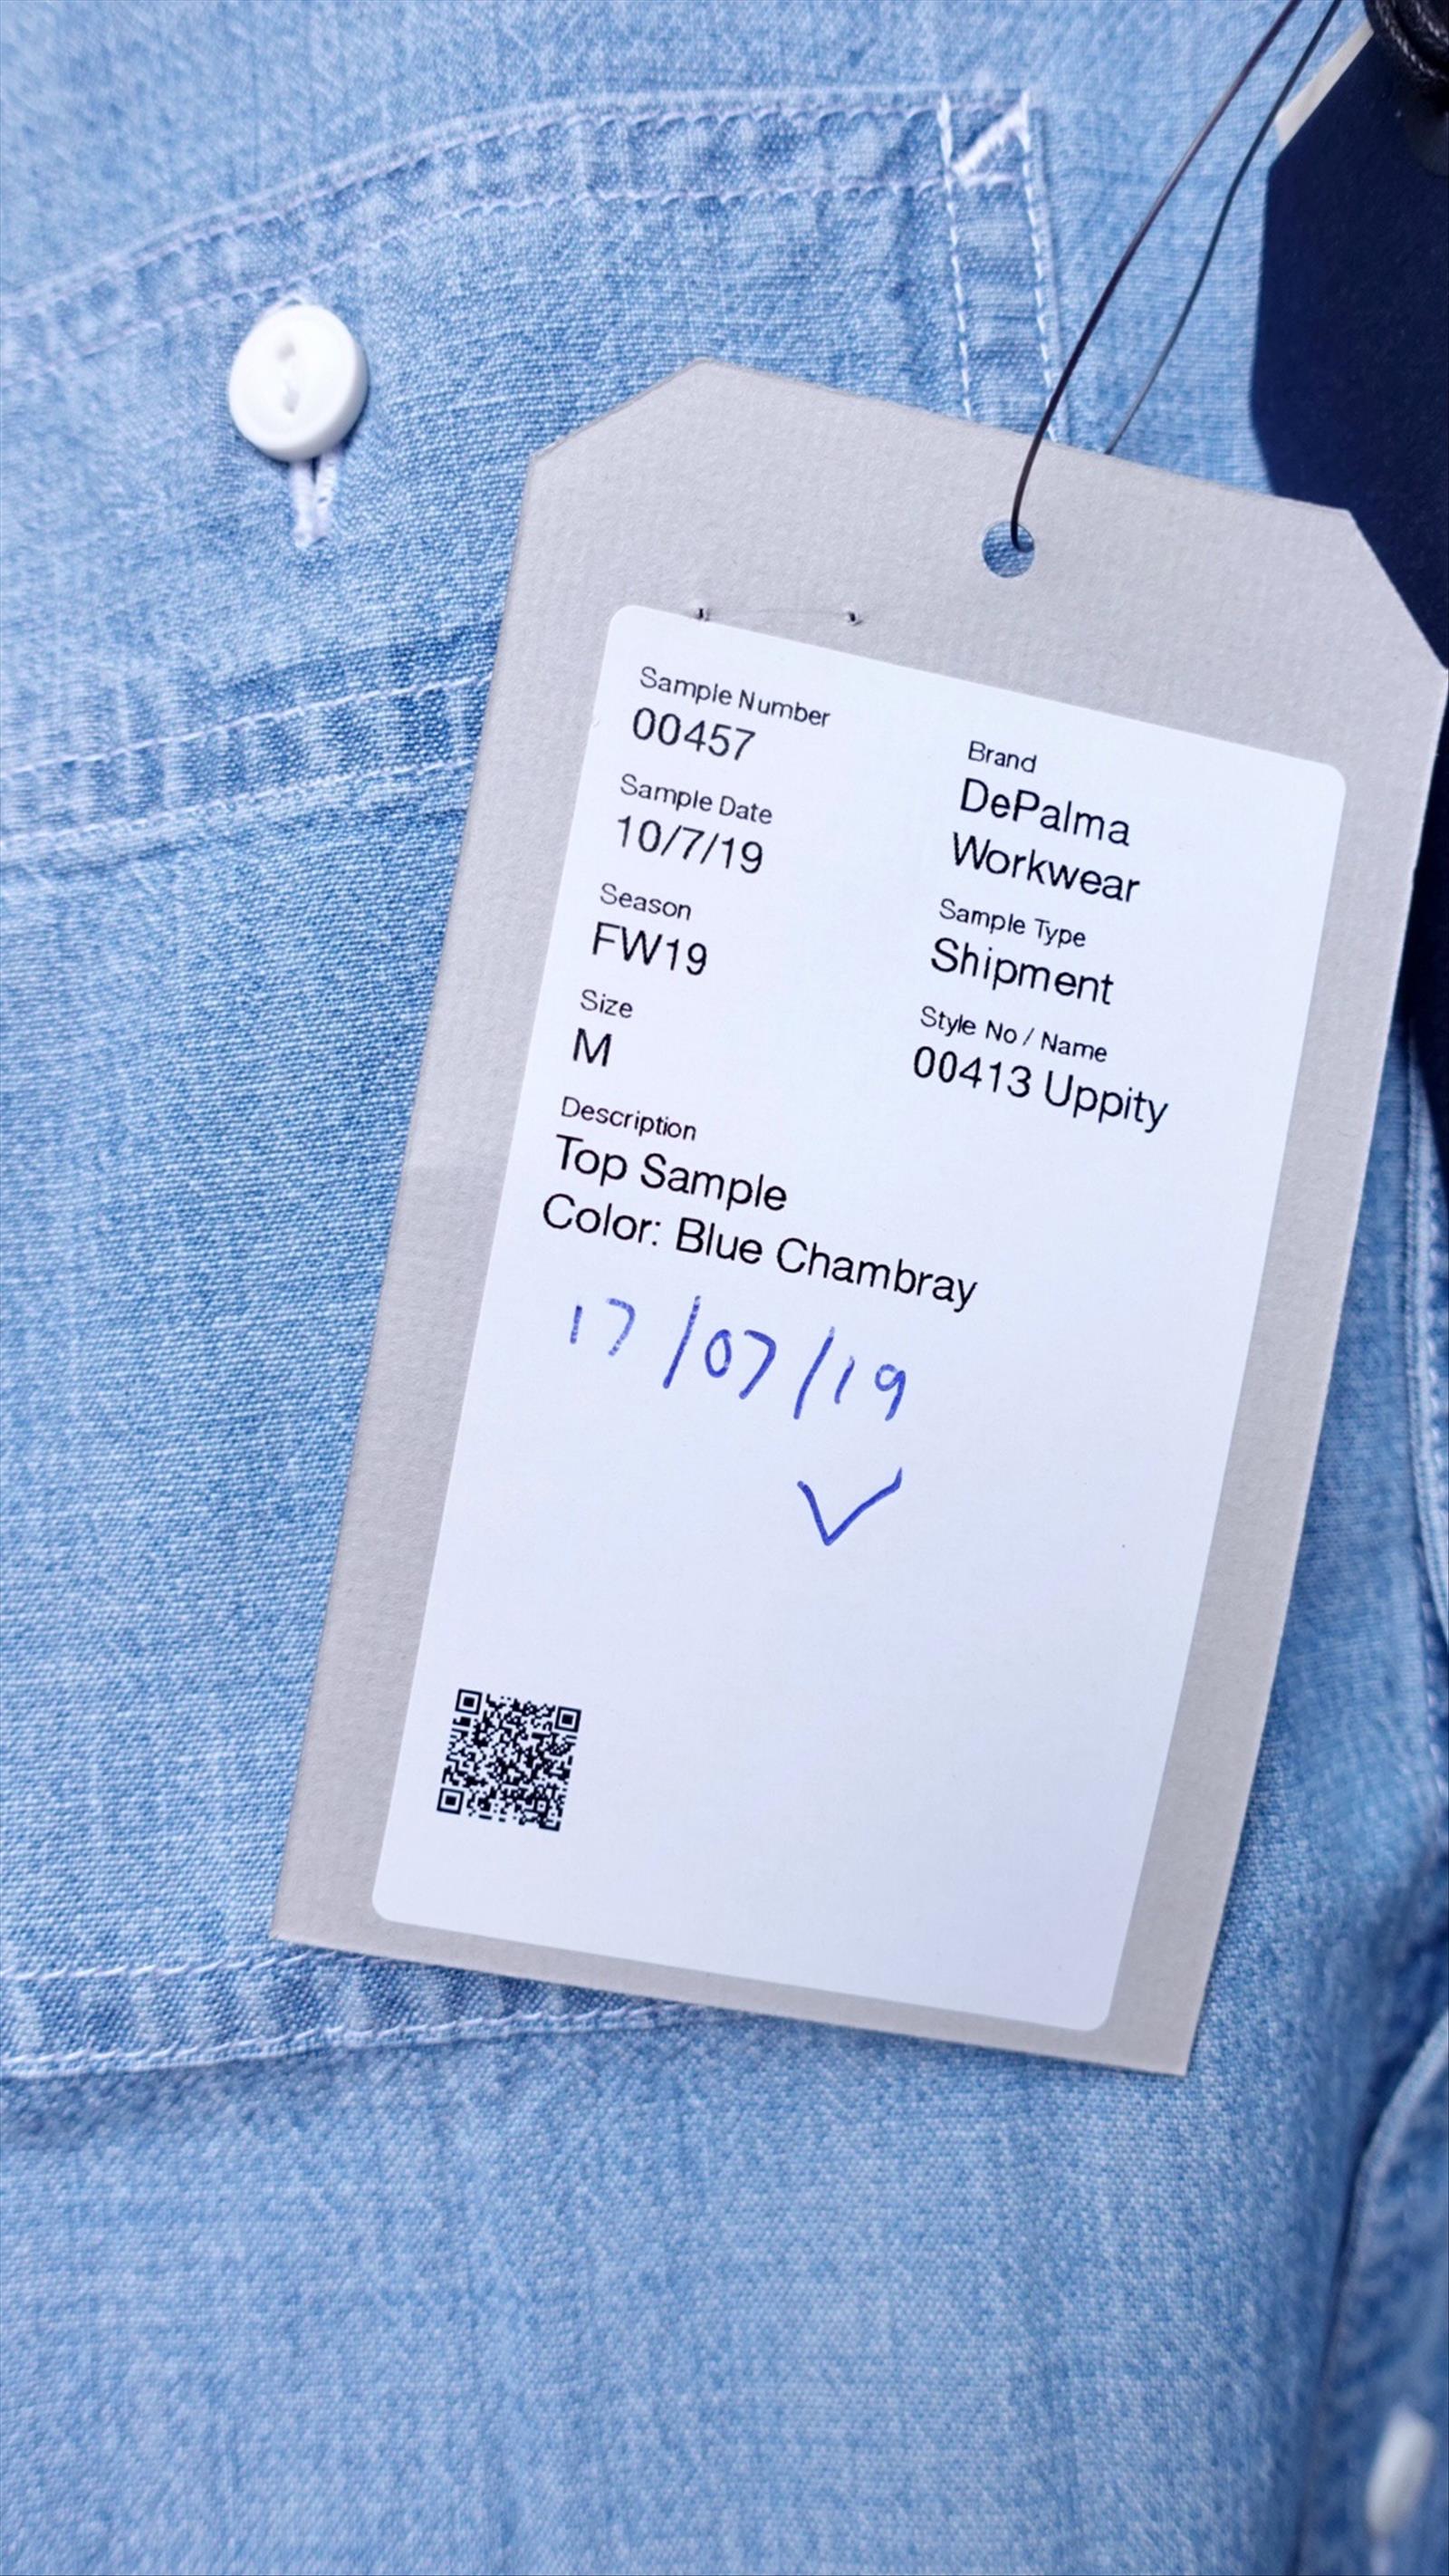 Sample Number
00457
Sample Date
10/7/19
Season
FW19
Size
M
Brand
DePalma
Workwear
Sample Type
Shipment
Style No / Name
00413 Uppity
Description
Top Sample
Color: Blue Chambray
17/07/19